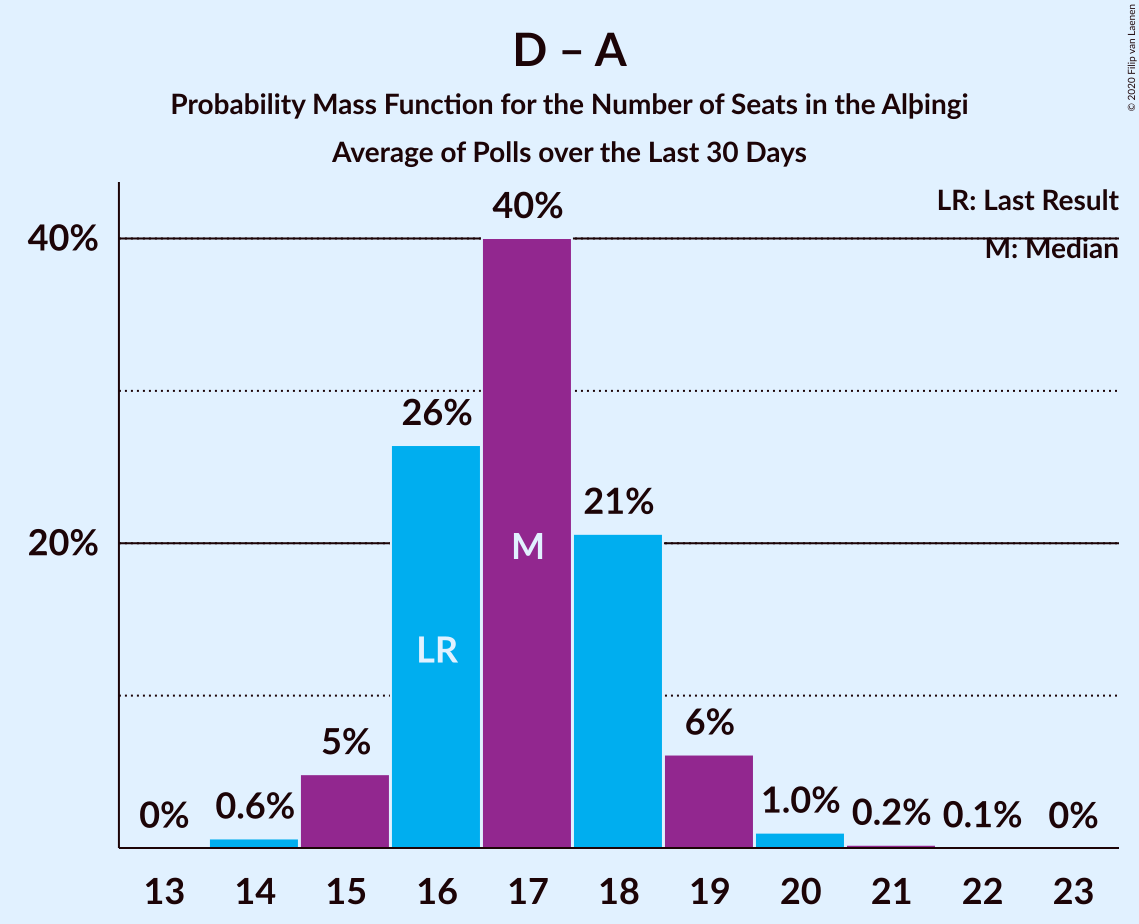 D – A
Probability Mass Function for the Number of Seats in the Alþingi
Average of Polls over the Last 30 Days
© 2020 Filip van Laenen
LR: Last Result
M: Median
40%
20%
0%
0.6%
5%
26%
40%
21%
6%
1.0%
0.2%
0.1%
0%
LR
M
13 14 15 16 17 18 19 20 21 22 23